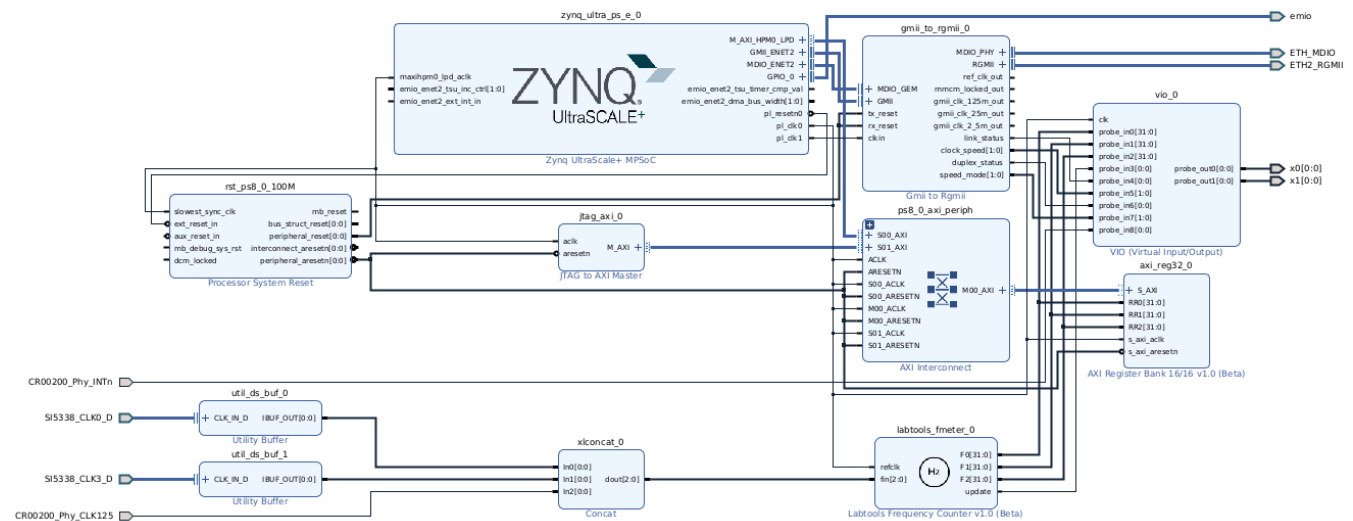 zynq_ultra_ps_e_0
maxihpm0_lpd_aclk
emio_enet2_tsu_inc_ctrl[1:0]
emio_enet2_ext_int_in
ZYNQ
UltraSCALE+
M_AXI_HPM0_LPD
GMII_ENET2
MDIO_ENET2
GPIO_0
emio_enet2_tsu_timer_cmp_val
emio_enet2_dma_bus_width[1:0]
pl_resetn0
pl_clk0
pl_clk1
Zynq UltraScale+ MPSoC
gmii_to_rgmii_0
MDIO_GEM
GMII
tx_reset
rx_reset
clkin
MDIO_PHY
RGMII
ref_clk_out
mmcm_locked_out
gmii_clk_125m_out
gmii_clk_25m_out
gmii_clk_2_5m_out
link_status
clock_speed[1:0]
duplex_status
speed_mode[1:0]
Gmii to Rgmii
emio
ETH_MDIO
ETH2_RGMII
vio_0
clk
probe_in0[31:0]
probe_in1[31:0]
probe_in2[31:0]
probe_in3[0:0]
probe_in4[0:0]
probe_in5[1:0]
probe_in6[0:0]
probe_in7[1:0]
probe_in8[0:0]
probe_out0[0:0]
probe_out1[0:0]
VIO (Virtual Input/Output)
x0[0:0]
x1[0:0]
rst_ps8_0_100M
slowest_sync_clk
ext_reset_in
aux_reset_in
mb_debug_sys_rst
dcm_locked
mb_reset
bus_struct_reset[0:0]
peripheral_reset[0:0]
interconnect_aresetn[0:0]
peripheral_aresetn[0:0]
Processor System Reset
jtag_axi_0
aclk
aresetn
M_AXI
JTAG to AXI Master
ps8_0_axi_periph
S00_AXI
S01_AXI
ACLK
ARESETN
S00_ACLK
S00_ARESETN
M00_ACLK
M00_ARESETN
S01_ACLK
S01_ARESETN
M00_AXI
AXI Interconnect
axi_reg32_0
S_AXI
RR0[31:0]
RR1[31:0]
RR2[31:0]
s_axi_aclk
s_axi_aresetn
AXI Register Bank 16/16 v1.0 (Beta)
CR00200_Phy_INTn
SI5338_CLK0_D
SI5338_CLK3_D
CR00200_Phy_CLK125
util_ds_buf_0
CLK_IN_D
IBUF_OUT[0:0]
Utility Buffer
util_ds_buf_1
CLK_IN_D
IBUF_OUT[0:0]
Utility Buffer
xlconcat_0
In0[0:0]
In1[0:0]
In2[0:0]
dout[2:0]
Concat
labtools_fmeter_0
refclk
fin[2:0]
Hz
F0[31:0]
F1[31:0]
F2[31:0]
update
Labtools Frequency Counter v1.0 (Beta)